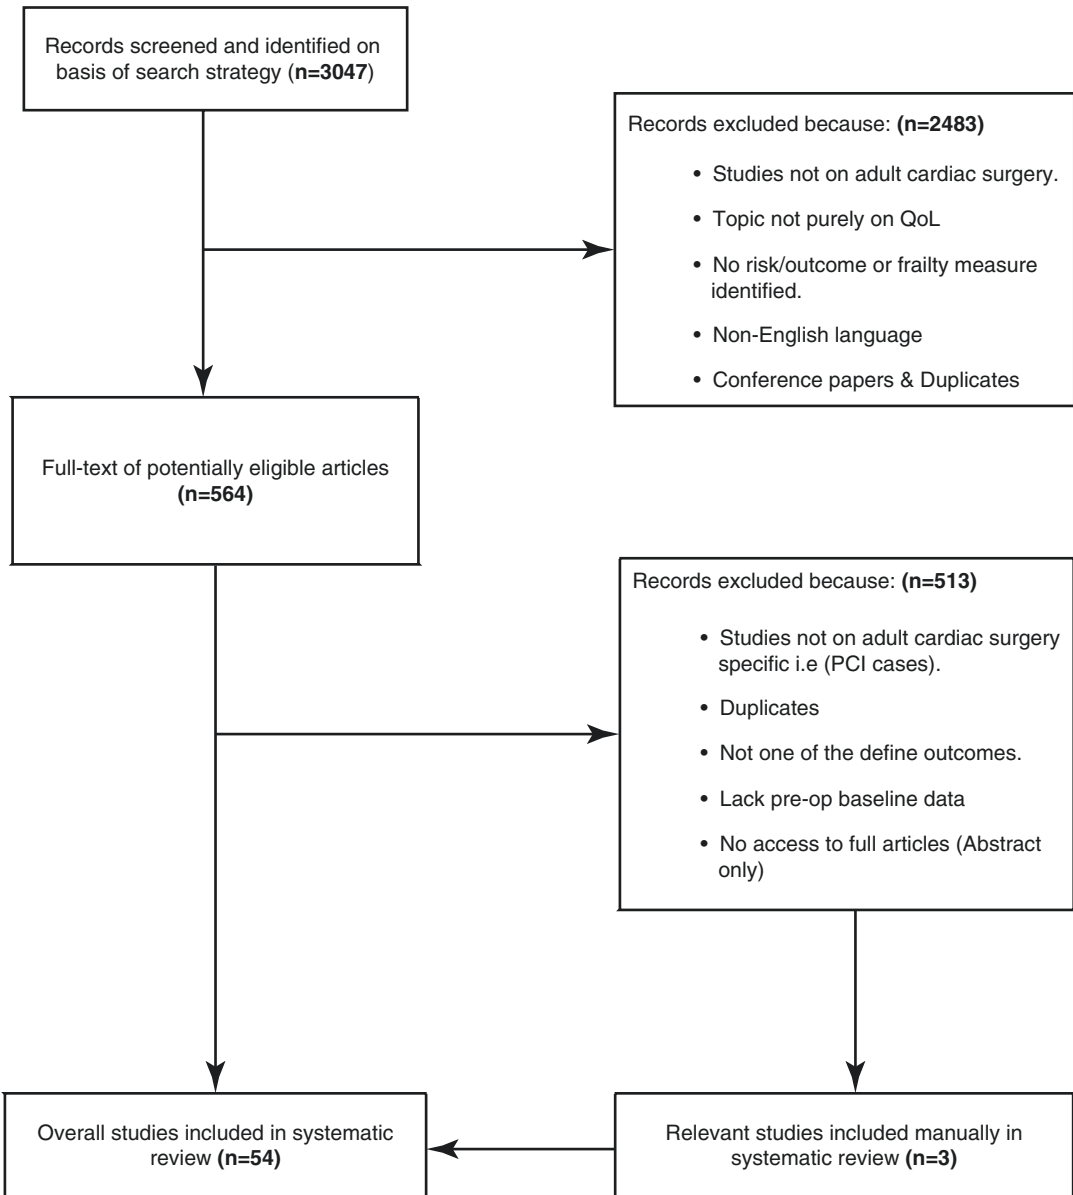 Records screened and identified on
basis of search strategy (n=3047)
Records excluded because: (n=2483)
• Studies not on adult cardiac surgery.
• Topic not purely on QoL
• No risk/outcome or frailty measure
identified.
• Non-English language
• Conference papers & Duplicates
Full-text of potentially eligible articles
(n=564)
Records excluded because: (n=513)
• Studies not on adult cardiac surgery
specific i.e (PCI cases).
• Duplicates
• Not one of the define outcomes.
• Lack pre-op baseline data
• No access to full articles (Abstract
only)
Overall studies included in systematic
review (n=54)
Relevant studies included manually in
systematic review (n=3)